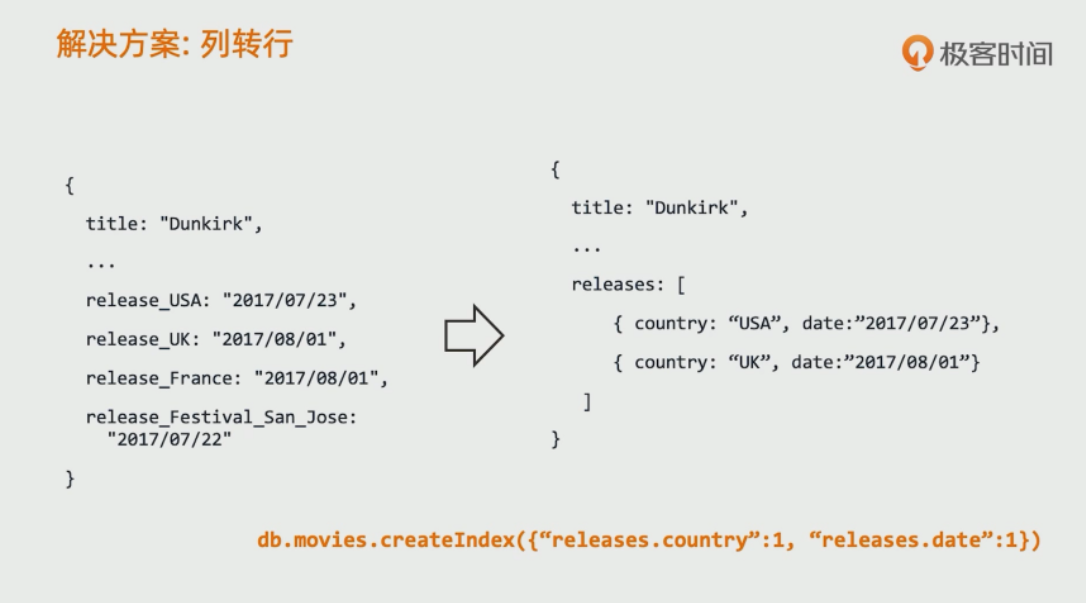 解决方案: 列转行
极客时间
{
title: "Dunkirk",
...
release_USA: "2017/07/23",
release_UK: "2017/08/01",
release_France: "2017/08/01",
release_Festival_San_Jose:
"2017/07/22"
}
{
title: "Dunkirk",
...
releases: [
{ country: “USA”, date:”2017/07/23”},
{ country: “UK”, date:”2017/08/01”}
]
}
db.movies.createIndex({“releases.country”:1, “releases.date”:1})